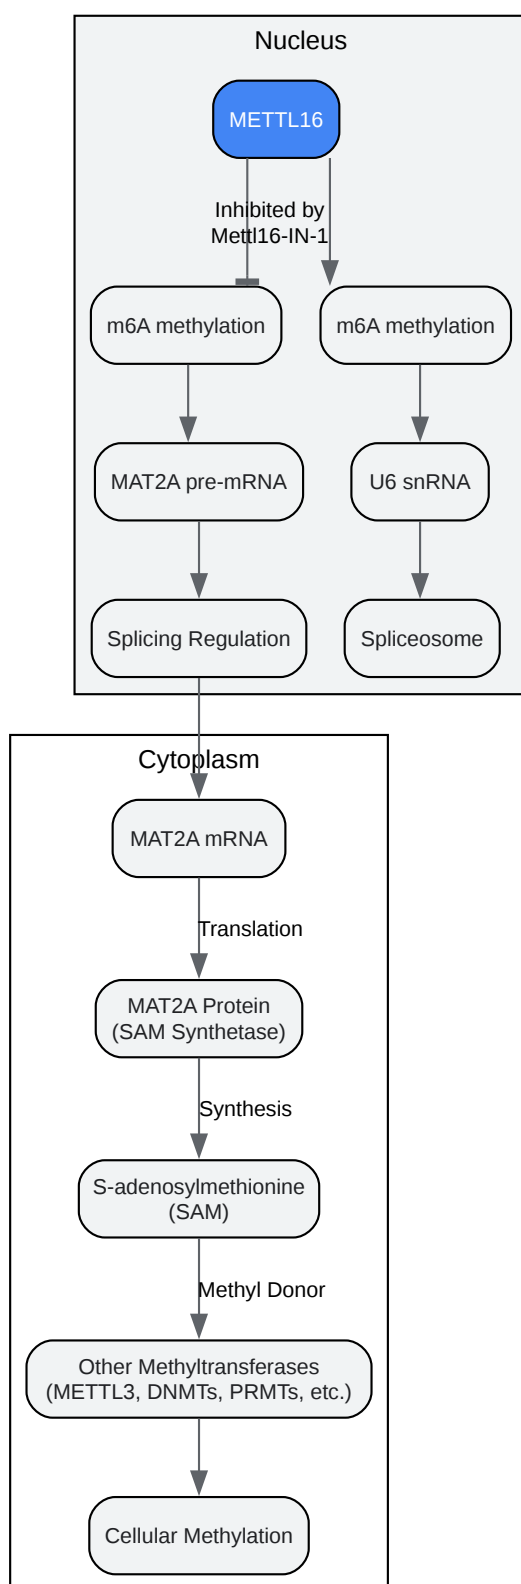 Nucleus
METTL16
Inhibited by
Mettl16-IN-1
m6A methylation
m6A methylation
MAT2A pre-mRNA
U6 snRNA
Splicing Regulation
Spliceosome
Cytoplasm
MAT2A mRNA
Translation
MAT2A Protein
(SAM Synthetase)
Synthesis
S-adenosylmethionine
(SAM)
Methyl Donor
Other Methyltransferases
(METTL3, DNMTs, PRMTs, etc.)
Cellular Methylation